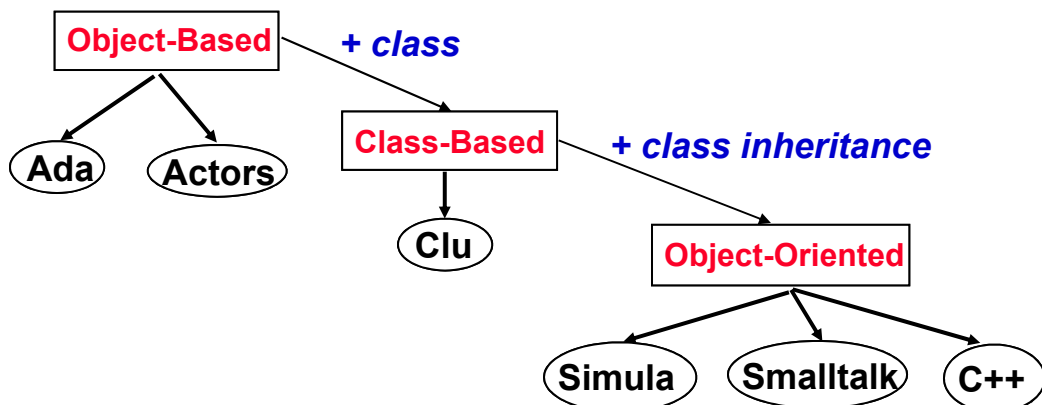 Object-Based
+ class
Class-Based
+ class inheritance
Ada
Actors
Clu
Object-Oriented
Simula
Smalltalk
C++